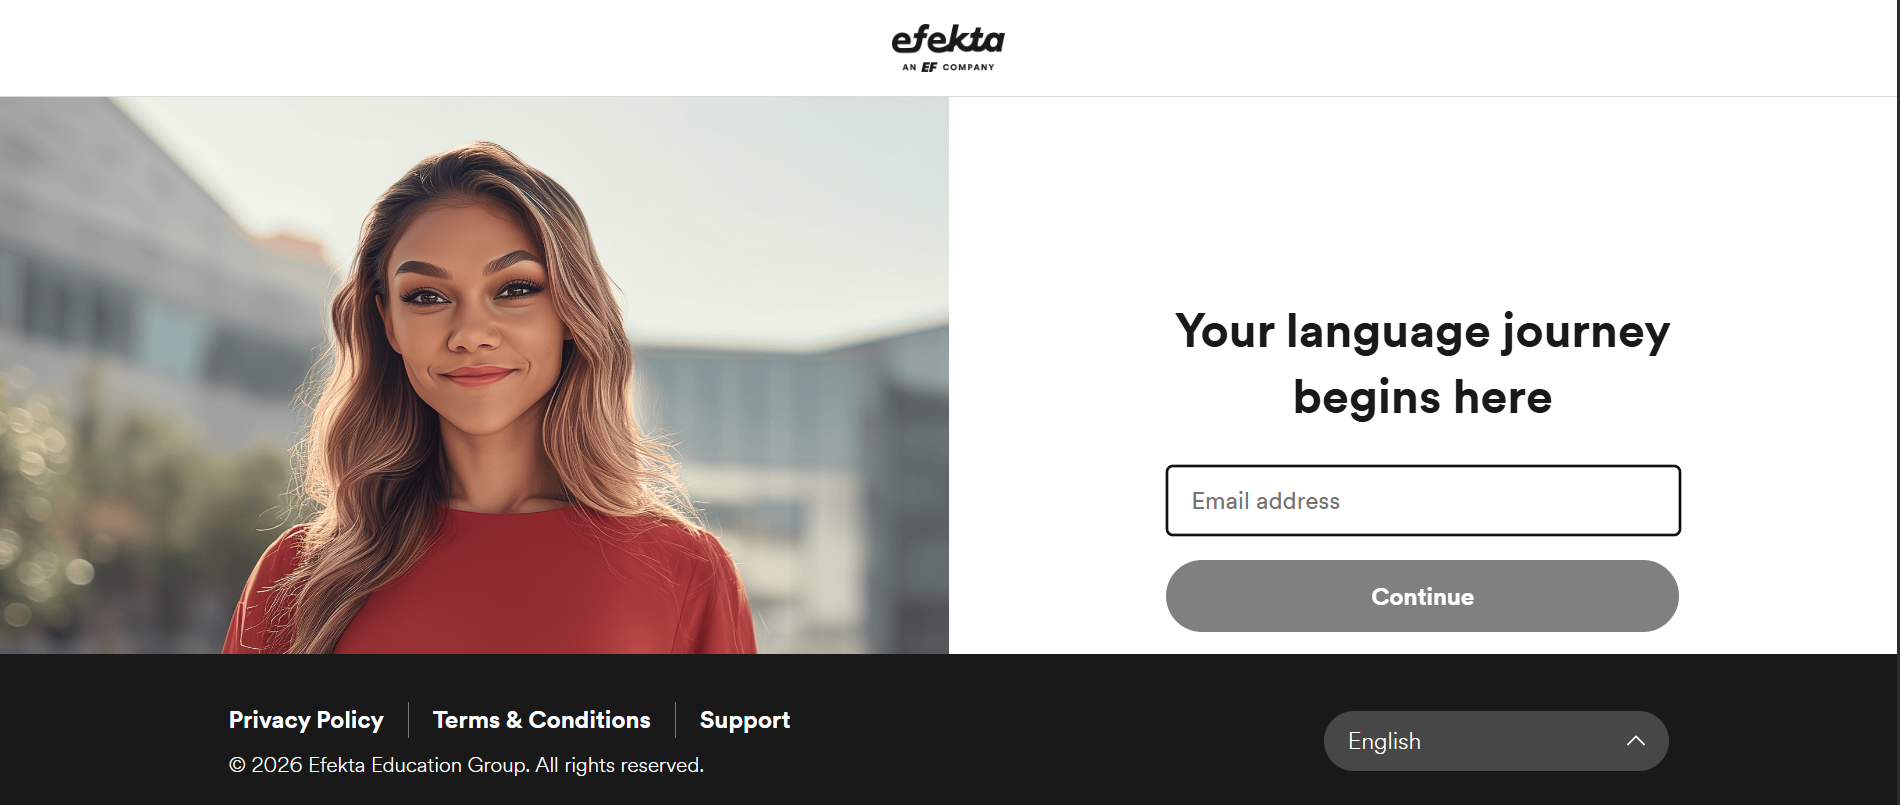 efekta
AN EF COMPANY
Your language journey
begins here
Email address
Continue
Privacy Policy
Terms & Conditions
Support
© 2026 Efekta Education Group. All rights reserved.
English